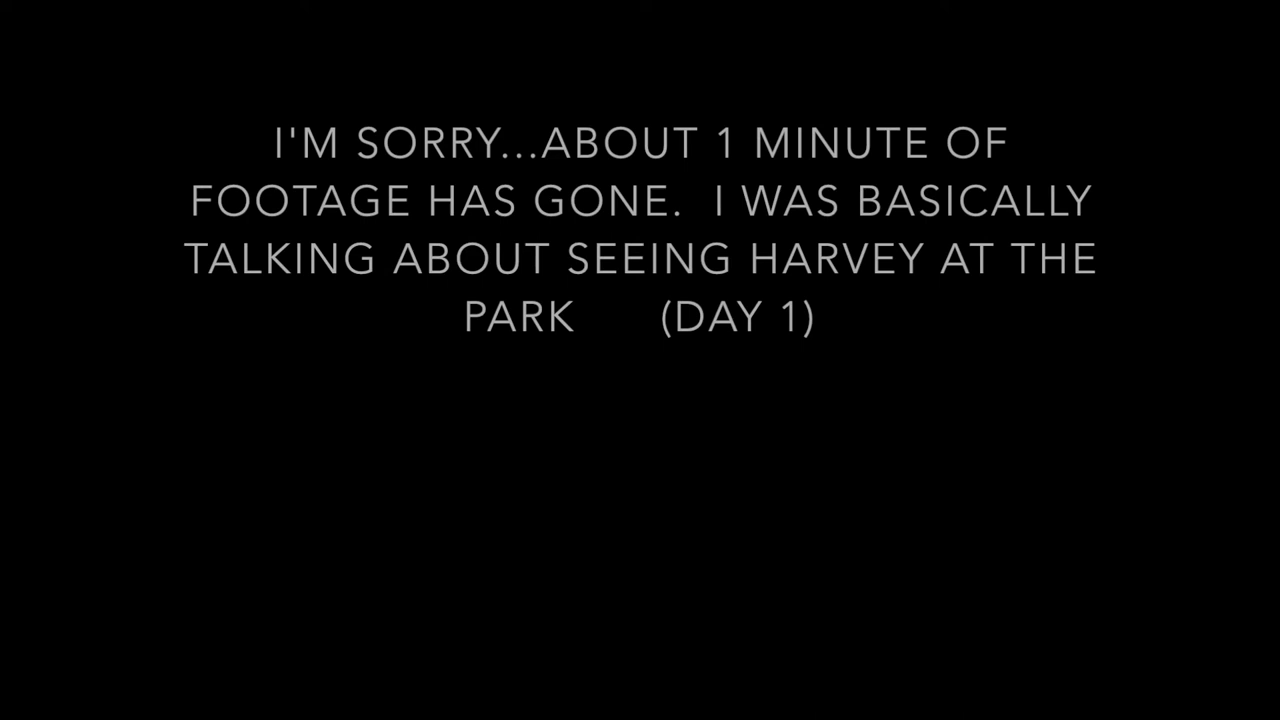 I'M SORRY...ABOUT 1 MINUTE OF
FOOTAGE HAS GONE.  I WAS BASICALLY
TALKING ABOUT SEEING HARVEY AT THE
PARK      (DAY 1)